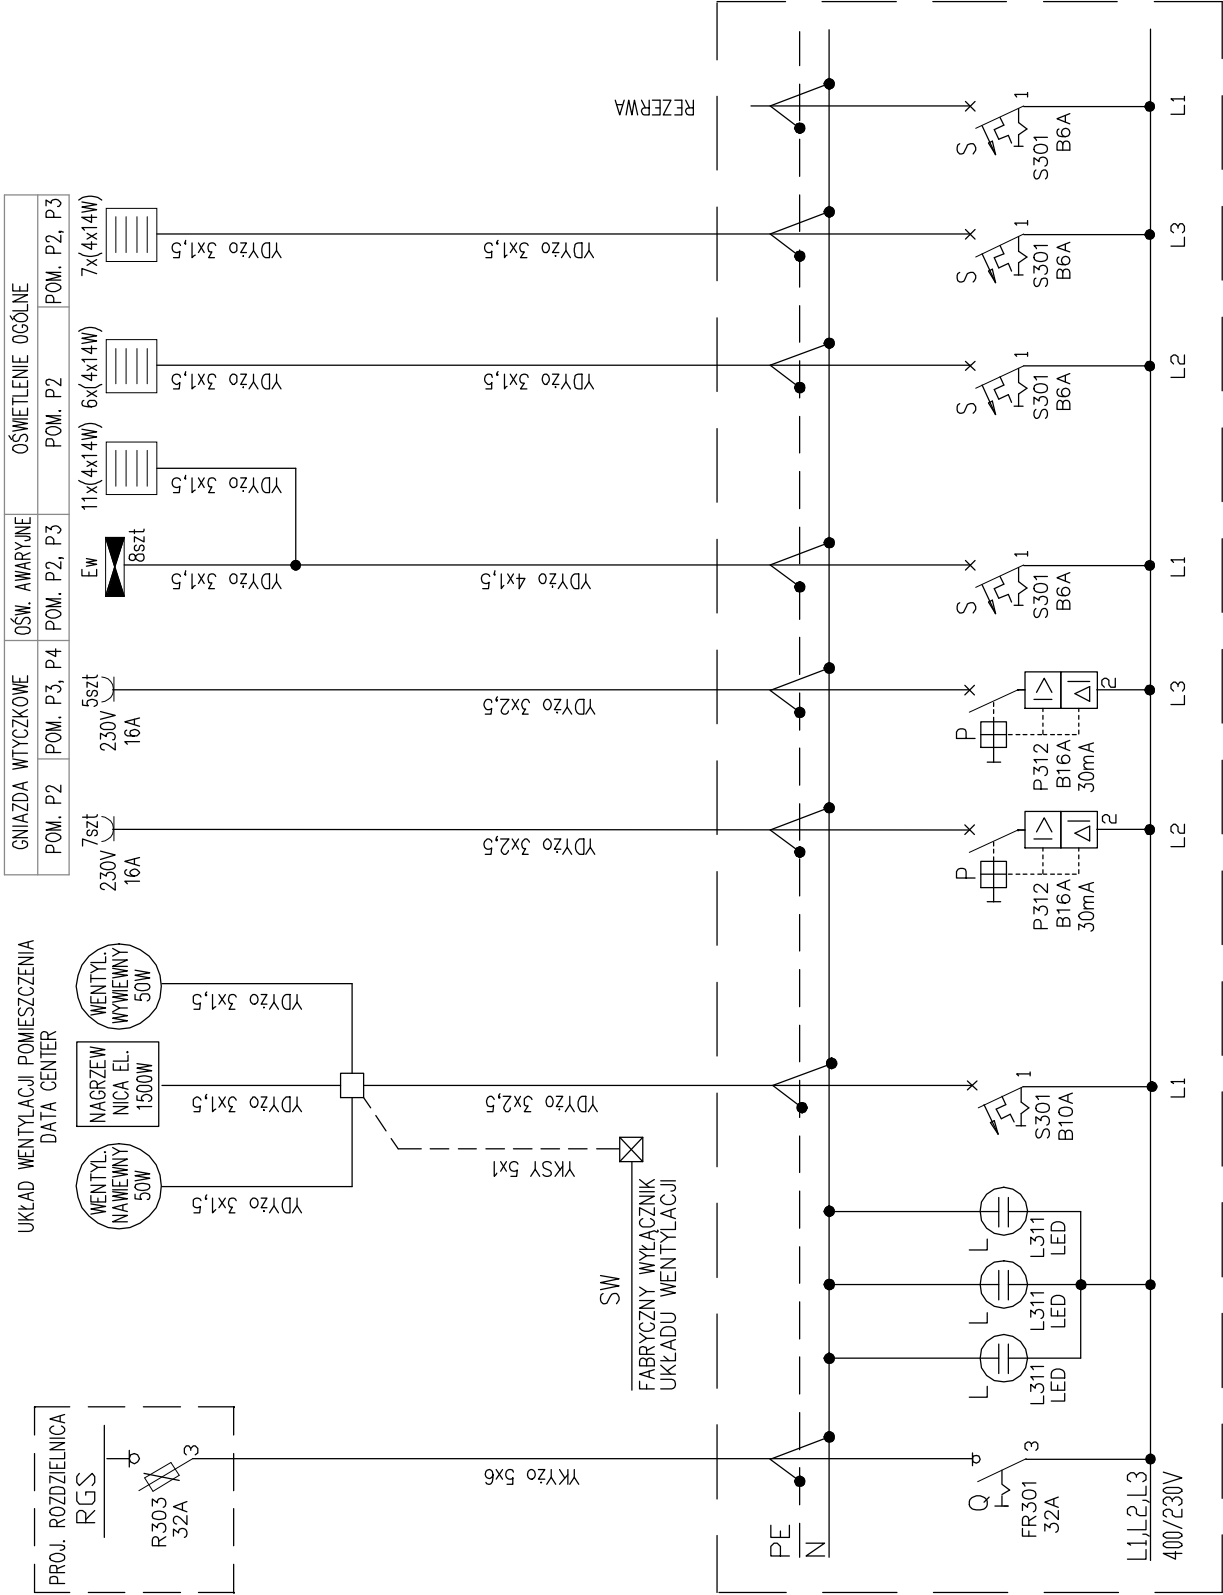 PROJ. ROZDZIELNICA
RGS
R303
32A
3
YKYżo 5x6
PE
N
Q
FR301
32A
3
L1,L2,L3
400/230V
UKŁAD WENTYLACJI POMIESZCZENIA
DATA CENTER
WENTYL.
NAWIEWNY
50W
NAGRZEW
NICA EL.
1500W
WENTYL.
WYWIEWNY
50W
YDYżo 3x1,5
YDYżo 3x1,5
YDYżo 3x1,5
YKSY 5x1
YDYżo 3x2,5
SW
FABRYCZNY WYŁĄCZNIK
UKŁADU WENTYLACJI
L
L311
LED
L
L311
LED
L
L311
LED
1
S301
B10A
L1
GNIAZDA WTYCZKOWE
OŚW. AWARYJNE
OŚWIETLENIE OGÓLNE
POM. P2
POM. P3, P4
POM. P2, P3
POM. P2
POM. P2, P3
7szt
230V
16A
YDYżo 3x2,5
P
P312
B16A
30mA
I>
2
L2
5szt
230V
16A
YDYżo 3x2,5
P
P312
B16A
30mA
I>
2
L3
Ew
8szt
YDYżo 3x1,5
YDYżo 4x1,5
S
1
S301
B6A
L1
11x(4x14W)
YDYżo 3x1,5
6x(4x14W)
YDYżo 3x1,5
YDYżo 3x1,5
S
1
S301
B6A
L2
7x(4x14W)
YDYżo 3x1,5
YDYżo 3x1,5
S
1
S301
B6A
L3
REZERWA
S
1
S301
B6A
L1